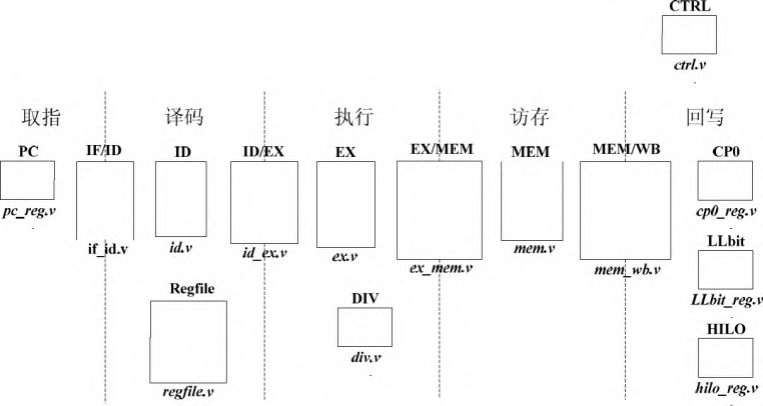 CTRL
ctrl.v
取指 译码 执行 访存 回写
PC IF/ID ID ID/EX EX EX/MEM MEM MEM/WB CP0
pc_reg.v if_id.v id.v id_ex.v ex.v ex_mem.v mem.v mem_wb.v cp0_reg.v
LLbit
LLbit_reg.v
Regfile
regfile.v
DIV
div.v
HILO
hilo_reg.v